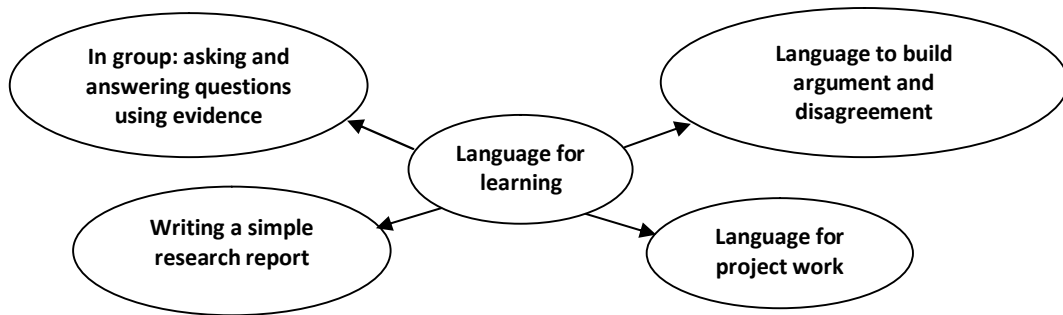 In group: asking and
answering questions
using evidence
Language to build
argument and
disagreement
Language for
learning
Writing a simple
research report
Language for
project work